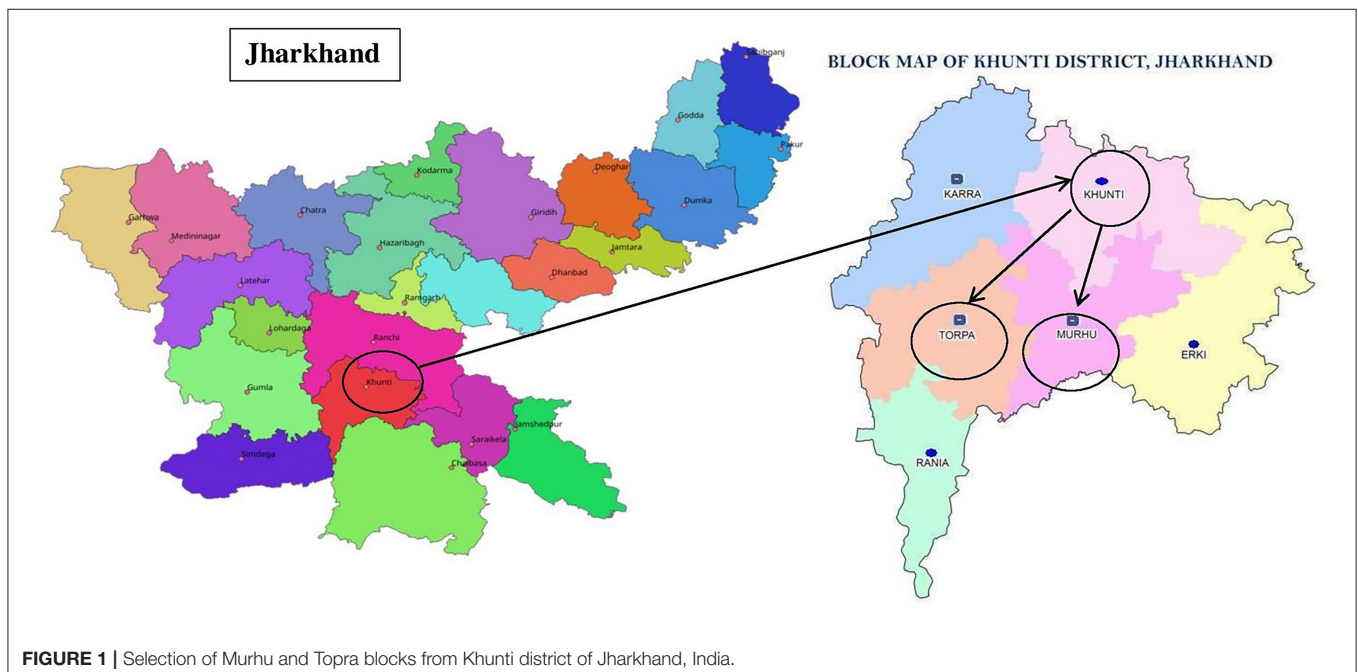 Jharkhand
BLOCK MAP OF KHUNTI DISTRICT, JHARKHAND
Sahibganj
Godda
Pakur
Deoghar
Dumka
Kodarma
Giridih
Jamtara
Garhwa
Medininagar
Chatra
Hazaribagh
Dhanbad
Latehar
Ramgarh
Lohardaga
Ranchi
Khunti
Gumla
Saraikela
Jamshedpur
Simdega
Chaibasa
KARRA
KHUNTI
TORPA
MURHU
ERKI
RANIA
FIGURE 1 | Selection of Murhu and Topra blocks from Khunti district of Jharkhand, India.